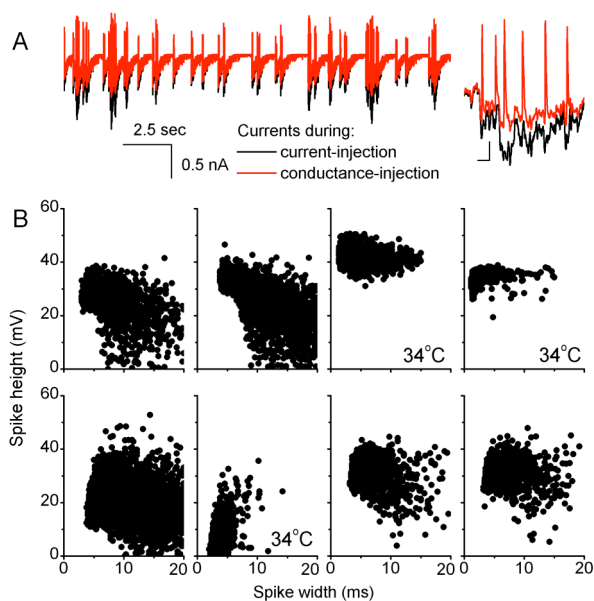 A
2.5 sec
0.5 nA
Currents during:
current-injection
conductance-injection
B
Spike height (mV)
60
40
20
0
34°C
34°C
60
40
20
0
34°C
0 10 20 0 10 20 0 10 20 0 10 20
Spike width (ms)